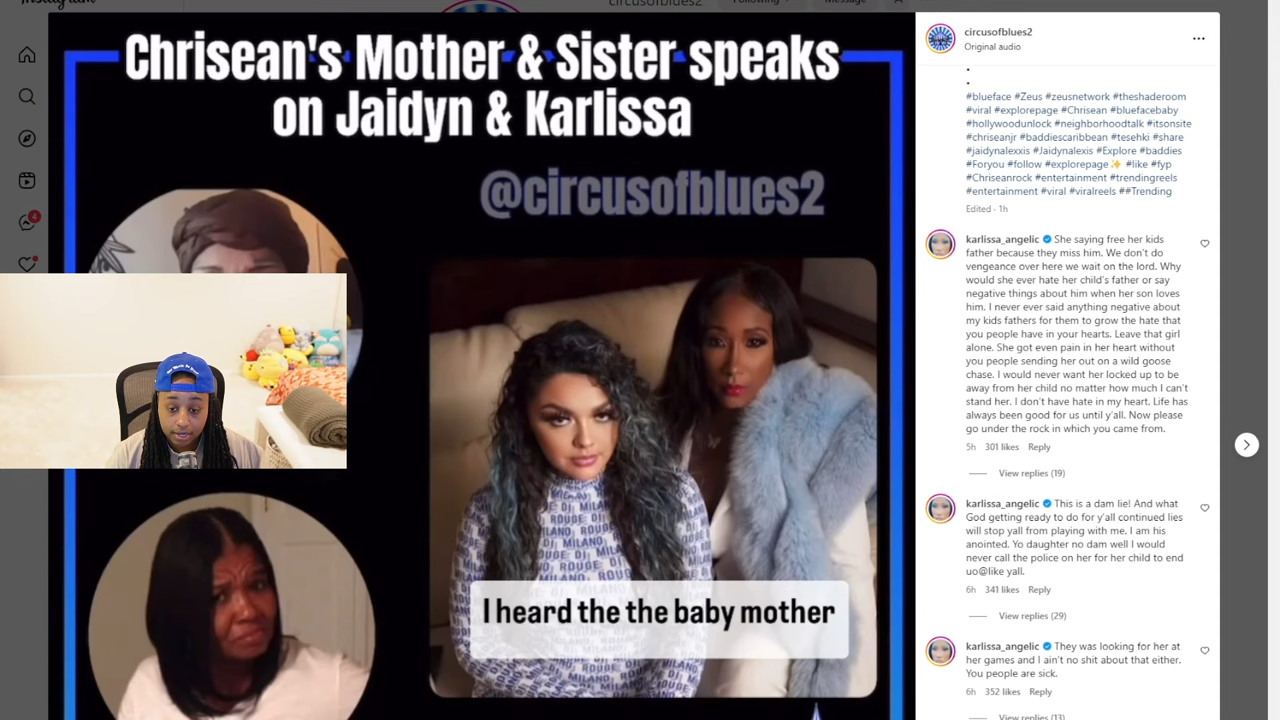 Instagram
circusofblues2
Following
Message
Chrisean's Mother & Sister speaks
on Jaidyn & Karlissa
@circusofblues2
I heard the the baby mother
4
circusofblues2
Original audio
•
•
#blueface #Zeus #zeusnetwork #theshaderoom
#viral #explorepage #Chrisean #bluefacebaby
#hollywoodunlock #neighborhoodtalk #itsonsite
#chriseanjr #baddiescaribbean #tesehki #share
#jaidynalexxis #Jaidynalexis #Explore #baddies
#Foryou #follow #explorepage✨ #like #fyp
#Chriseanrock #entertainment #trendingreels
#entertainment #viral #viralreels ##Trending
Edited · 1h
karlissa_angelic She saying free her kids
father because they miss him. We don't do
vengeance over here we wait on the lord. Why
would she ever hate her child's father or say
negative things about him when her son loves
him. I never ever said anything negative about
my kids fathers for them to grow the hate that
you people have in your hearts. Leave that girl
alone. She got even pain in her heart without
you people sending her out on a wild goose
chase. I would never want her locked up to be
away from her child no matter how much I can't
stand her. I don't have hate in my heart. Life has
always been good for us until y'all. Now please
go under the rock in which you came from.
5h 301 likes Reply
View replies (19)
karlissa_angelic This is a dam lie! And what
God getting ready to do for y'all continued lies
will stop yall from playing with me. I am his
anointed. Yo daughter no dam well I would
never call the police on her for her child to end
uo@like yall.
6h 341 likes Reply
View replies (29)
karlissa_angelic They was looking for her at
her games and I ain't no shit about that either.
You people are sick.
6h 352 likes Reply
View replies (13)